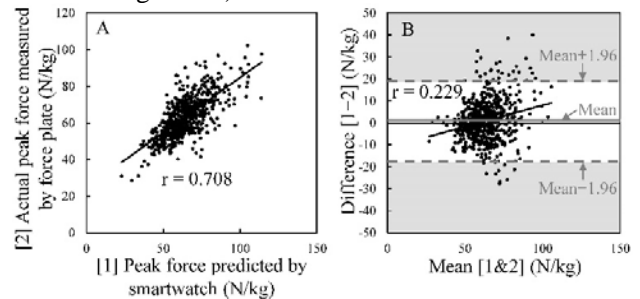 A
120
100
80
60
40
20
0
r = 0.708
0
50
100
150
[2] Actual peak force measured
by force plate (N/kg)
[1] Peak force predicted by
smartwatch (N/kg)
B
50
40
30
20
10
0
-10
-20
-30
-40
-50
Mean+1.96
r = 0.229
Mean
Mean−1.96
0
50
100
150
Difference [1−2] (N/kg)
Mean [1&2] (N/kg)